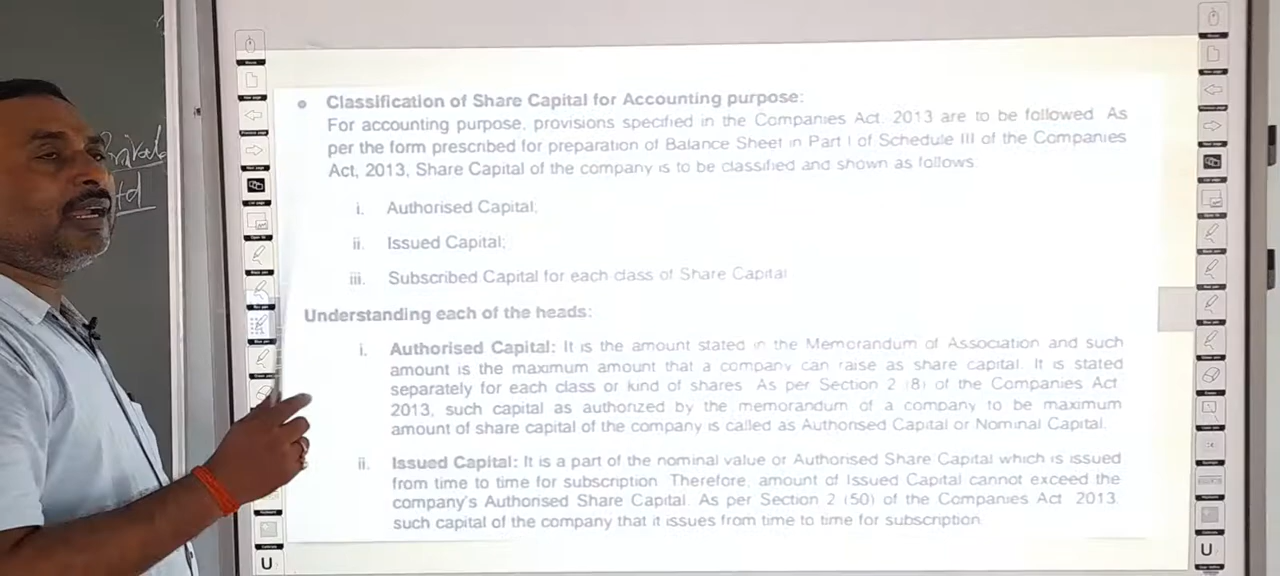 Private
Ltd
Classification of Share Capital for Accounting purpose:
For accounting purpose, provisions specified in the Companies Act, 2013 are to be followed. As
per the form prescribed for preparation of Balance Sheet in Part I of Schedule III of the Companies
Act, 2013, Share Capital of the company is to be classified and shown as follows:
i. Authorised Capital;
ii. Issued Capital;
iii. Subscribed Capital for each class of Share Capital
Understanding each of the heads:
i. Authorised Capital: It is the amount stated in the Memorandum of Association and such
amount is the maximum amount that a company can raise as share capital. It is stated
separately for each class or kind of shares. As per Section 2 (8) of the Companies Act,
2013, such capital as authorized by the memorandum of a company to be maximum
amount of share capital of the company is called as Authorised Capital or Nominal Capital.
ii. Issued Capital: It is a part of the nominal value or Authorised Share Capital which is issued
from time to time for subscription. Therefore, amount of Issued Capital cannot exceed the
company's Authorised Share Capital. As per Section 2 (50) of the Companies Act, 2013,
such capital of the company that it issues from time to time for subscription.